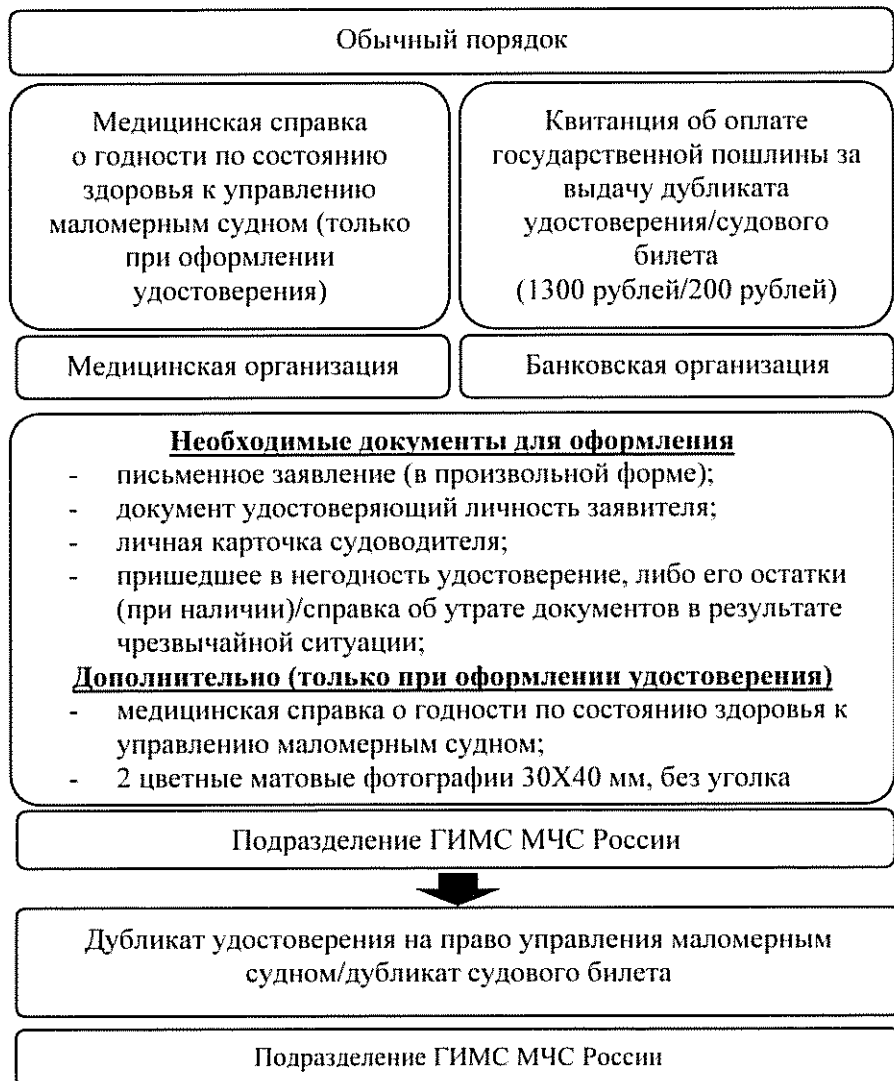 Обычный порядок
Медицинская справка
о годности по состоянию
здоровья к управлению
маломерным судном (только
при оформлении
удостоверения)
Квитанция об оплате
государственной пошлины за
выдачу дубликата
удостоверения/судового
билета
(1300 рублей/200 рублей)
Медицинская организация
Банковская организация
Необходимые документы для оформления
- письменное заявление (в произвольной форме);
- документ удостоверяющий личность заявителя;
- личная карточка судоводителя;
- пришедшее в негодность удостоверение, либо его остатки
(при наличии)/справка об утрате документов в результате
чрезвычайной ситуации;
Дополнительно (только при оформлении удостоверения)
- медицинская справка о годности по состоянию здоровья к
управлению маломерным судном;
- 2 цветные матовые фотографии 30Х40 мм, без уголка
Подразделение ГИМС МЧС России
Дубликат удостоверения на право управления маломерным
судном/дубликат судового билета
Подразделение ГИМС МЧС России